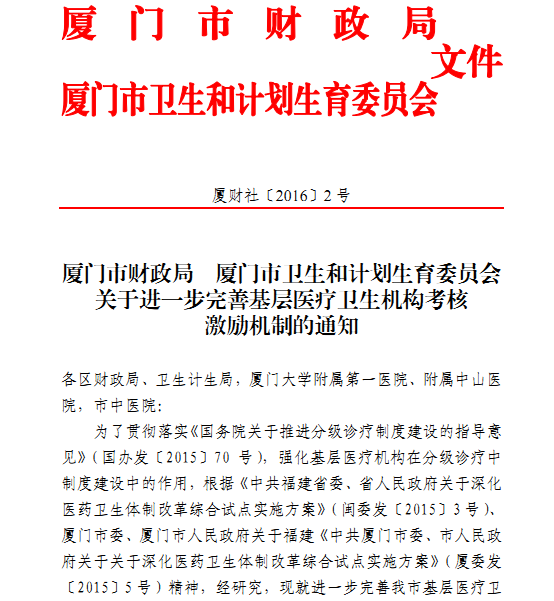 厦门市财政局
文件
厦门市卫生和计划生育委员会
厦财社〔2016〕2号
厦门市财政局　厦门市卫生和计划生育委员会
关于进一步完善基层医疗卫生机构考核
激励机制的通知
各区财政局、卫生计生局，厦门大学附属第一医院、附属中山医
院，市中医院：
为了贯彻落实《国务院关于推进分级诊疗制度建设的指导意
见》（国办发〔2015〕70 号），强化基层医疗机构在分级诊疗中
制度建设中的作用，根据《中共福建省委、省人民政府关于深化
医药卫生体制改革综合试点实施方案》（闽委发〔2015〕3号）、
厦门市委、厦门市人民政府关于福建《中共厦门市委、市人民政
府关于关于深化医药卫生体制改革综合试点实施方案》（厦委发
〔2015〕5号）精神，经研究，现就进一步完善我市基层医疗卫